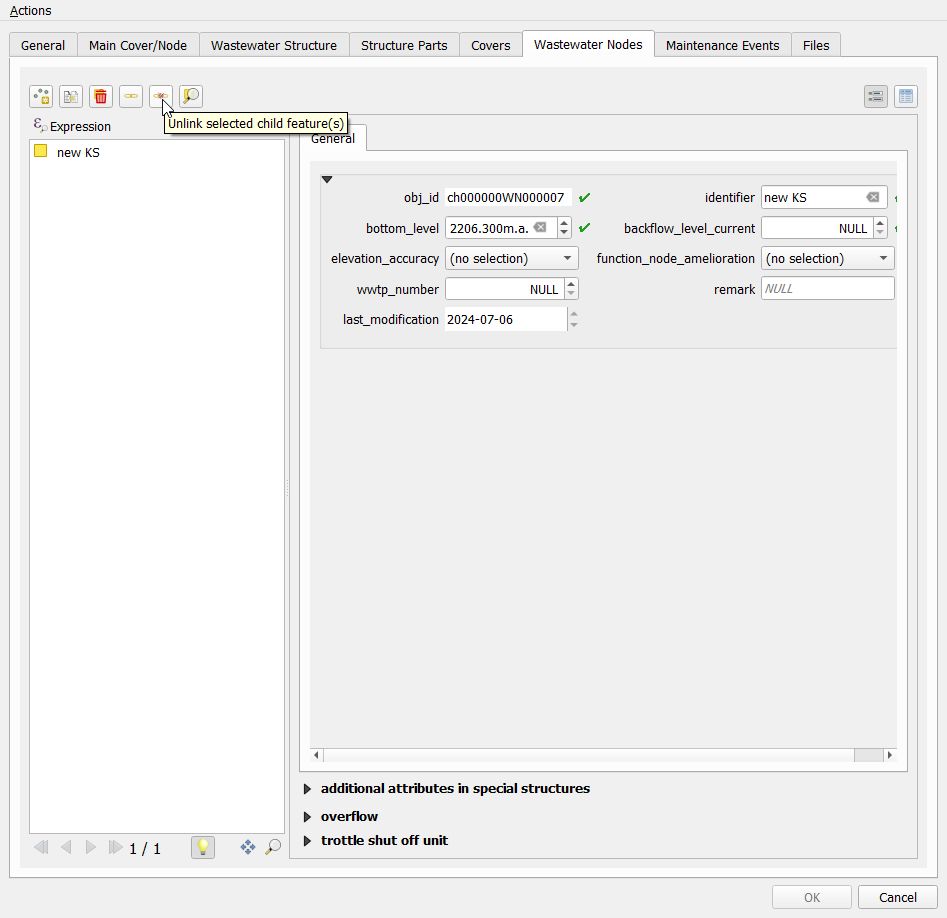 Actions
General Main Cover/Node Wastewater Structure Structure Parts Covers Wastewater Nodes Maintenance Events Files
Unlink selected child feature(s)
Expression
new KS
General
obj_id ch000000WN000007 identifier new KS
bottom_level 2206.300m.a. backflow_level_current NULL
elevation_accuracy (no selection) function_node_amelioration (no selection)
wwtp_number NULL remark NULL
last_modification 2024-07-06
additional attributes in special structures
overflow
trottle shut off unit
1 / 1
OK Cancel